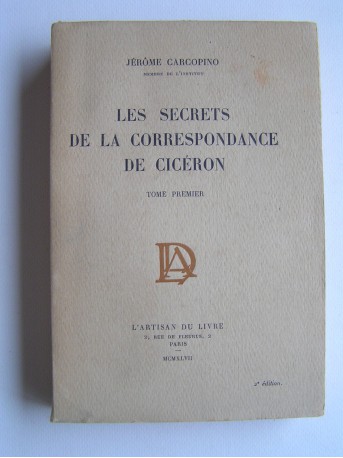 JÉRÔME CARCOPINO
MEMBRE DE L'INSTITUT
LES SECRETS
DE LA CORRESPONDANCE
DE CICÉRON
TOME PREMIER
DA
L'ARTISAN DU LIVRE
2, RUE DE FLEURUS, 2
PARIS
MCMXLVII
2e édition.